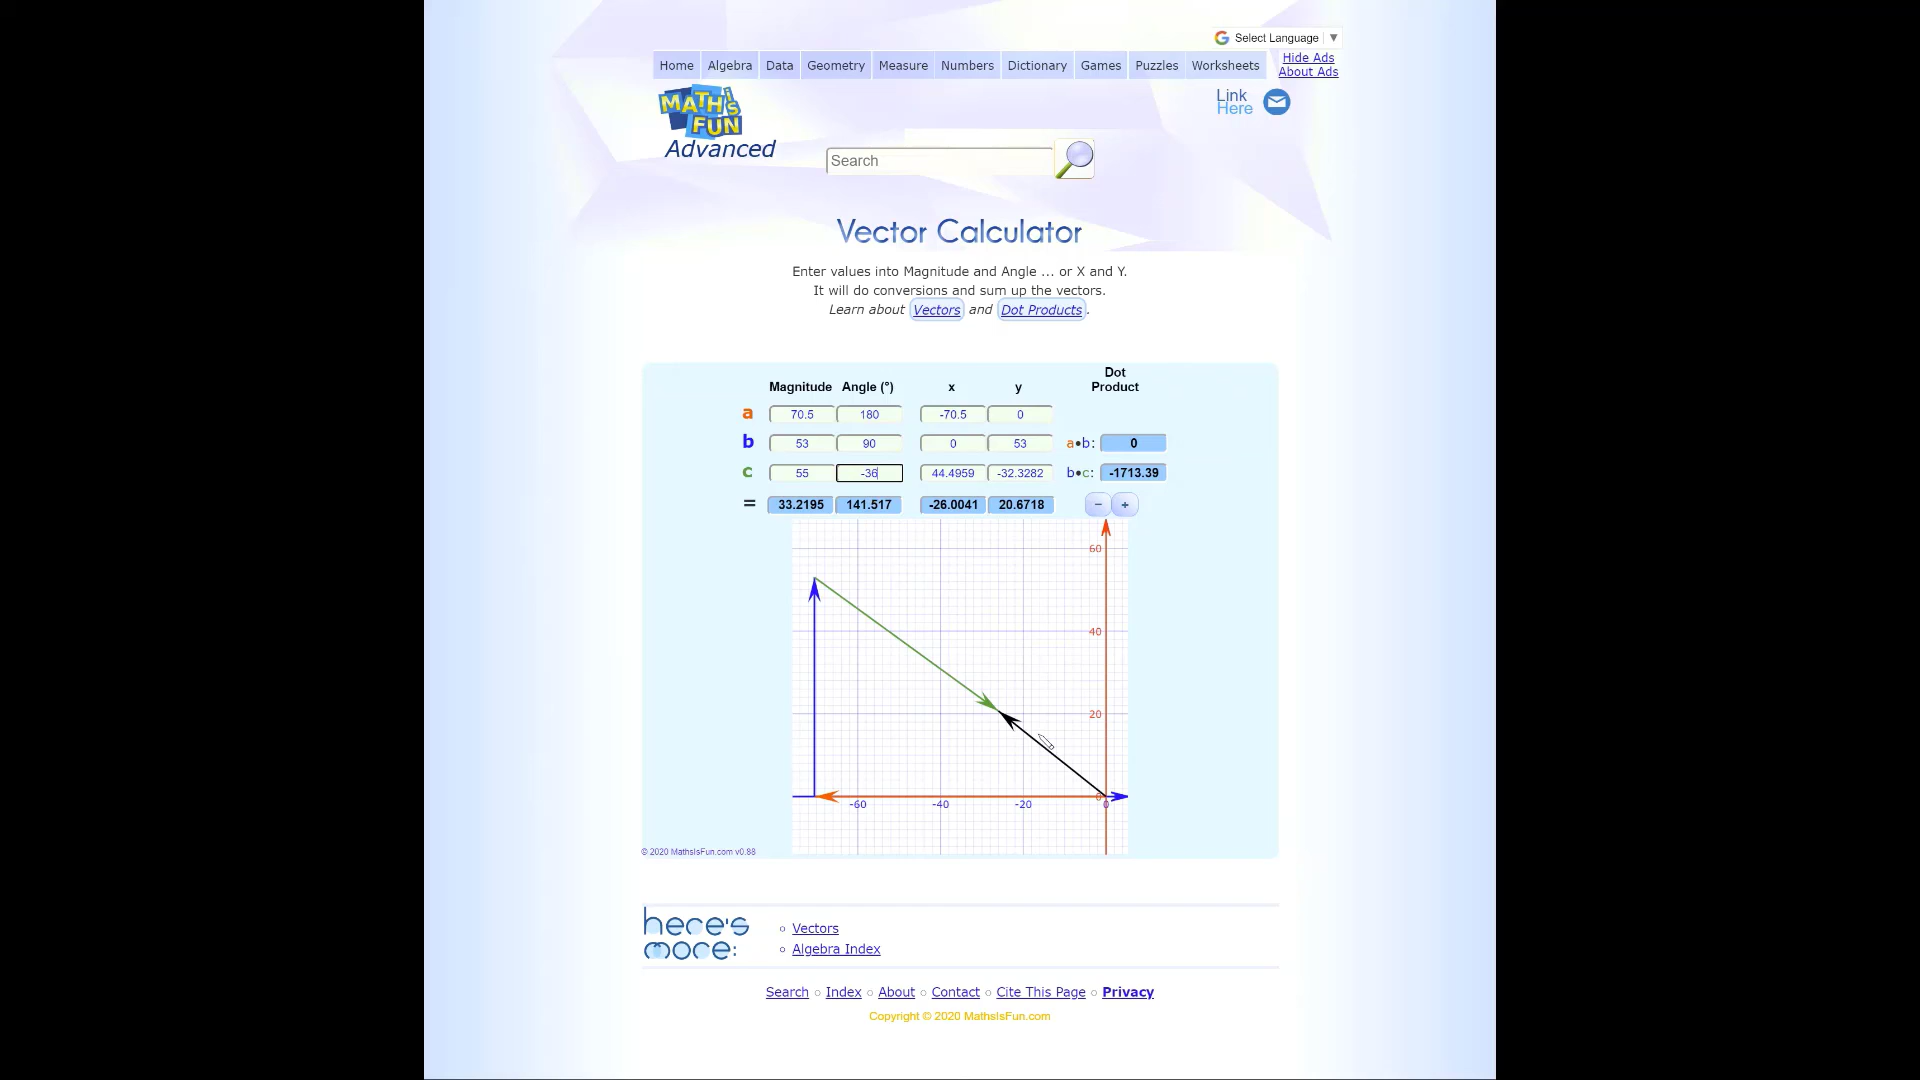 Select Language ▼
Home Algebra Data Geometry Measure Numbers Dictionary Games Puzzles Worksheets
Hide Ads
About Ads
MATH iS
FUN
Advanced
Link
Here
Search
Vector Calculator
Enter values into Magnitude and Angle ... or X and Y.
It will do conversions and sum up the vectors.
Learn about Vectors and Dot Products.
Dot
Magnitude Angle (°) x y Product
a 70.5 180 -70.5 0
b 53 90 0 53 a•b: 0
c 55 -36 44.4959 -32.3282 b•c: -1713.39
= 33.2195 141.517 -26.0041 20.6718 − +
60
40
20
0
-60 -40 -20 0
© 2020 MathsIsFun.com v0.88
here's
more:
○ Vectors
○ Algebra Index
Search ○ Index ○ About ○ Contact ○ Cite This Page ○ Privacy
Copyright © 2020 MathsIsFun.com